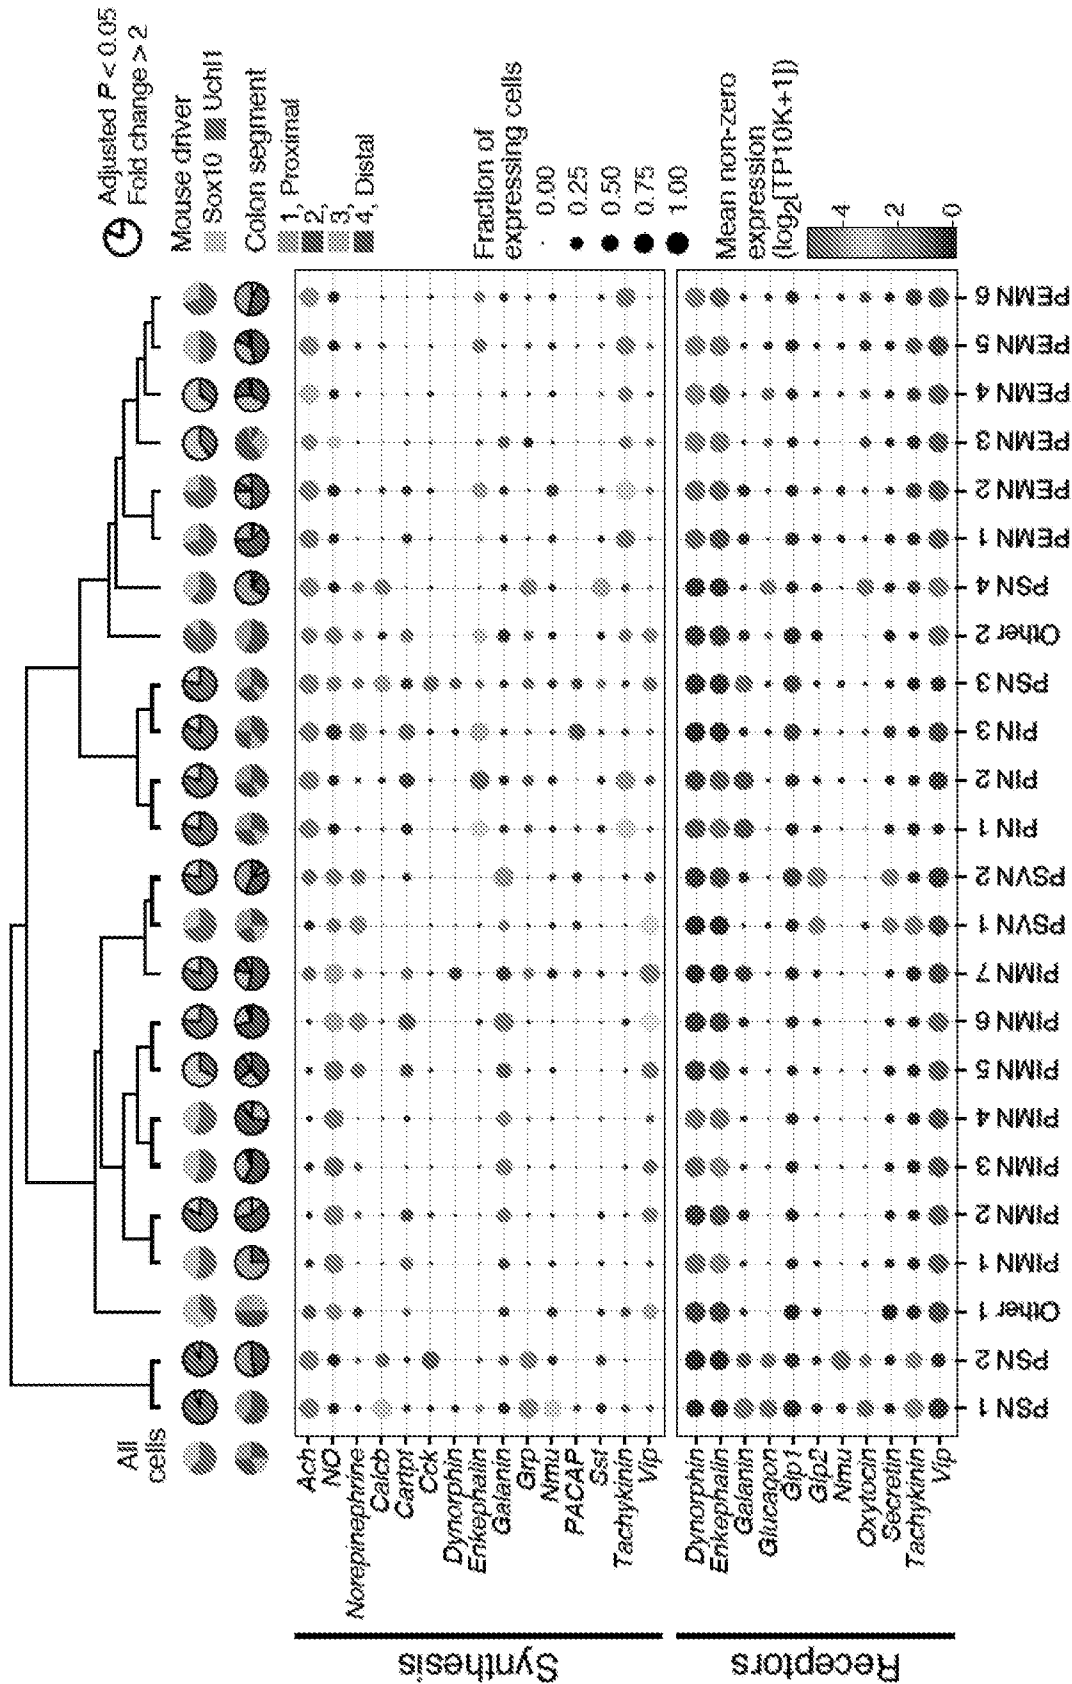 Adjusted P < 0.05
Fold change > 2
Mouse driver
Sox10 Uchl1
Colon segment
1, Proximal
2,
3,
4, Distal
Fraction of
expressing cells
0.00
0.25
0.50
0.75
1.00
Mean non-zero
expression
(log2[TP10K+1])
4
2
0
All
cells
Synthesis
Ach
NO
Norepinephrine
Calcb
Cartpt
Cck
Dynorphin
Enkephalin
Galanin
Grp
Nmu
PACAP
Sst
Tachykinin
Vip
Receptors
Dynorphin
Enkephalin
Galanin
Glucagon
Glp1
Glp2
Nmu
Oxytocin
Secretin
Tachykinin
Vip
PSN 1
PSN 2
Other 1
PIMN 1
PIMN 2
PIMN 3
PIMN 4
PIMN 5
PIMN 6
PIMN 7
PSVN 1
PSVN 2
PIN 1
PIN 2
PIN 3
PSN 3
Other 2
PSN 4
PEMN 1
PEMN 2
PEMN 3
PEMN 4
PEMN 5
PEMN 6